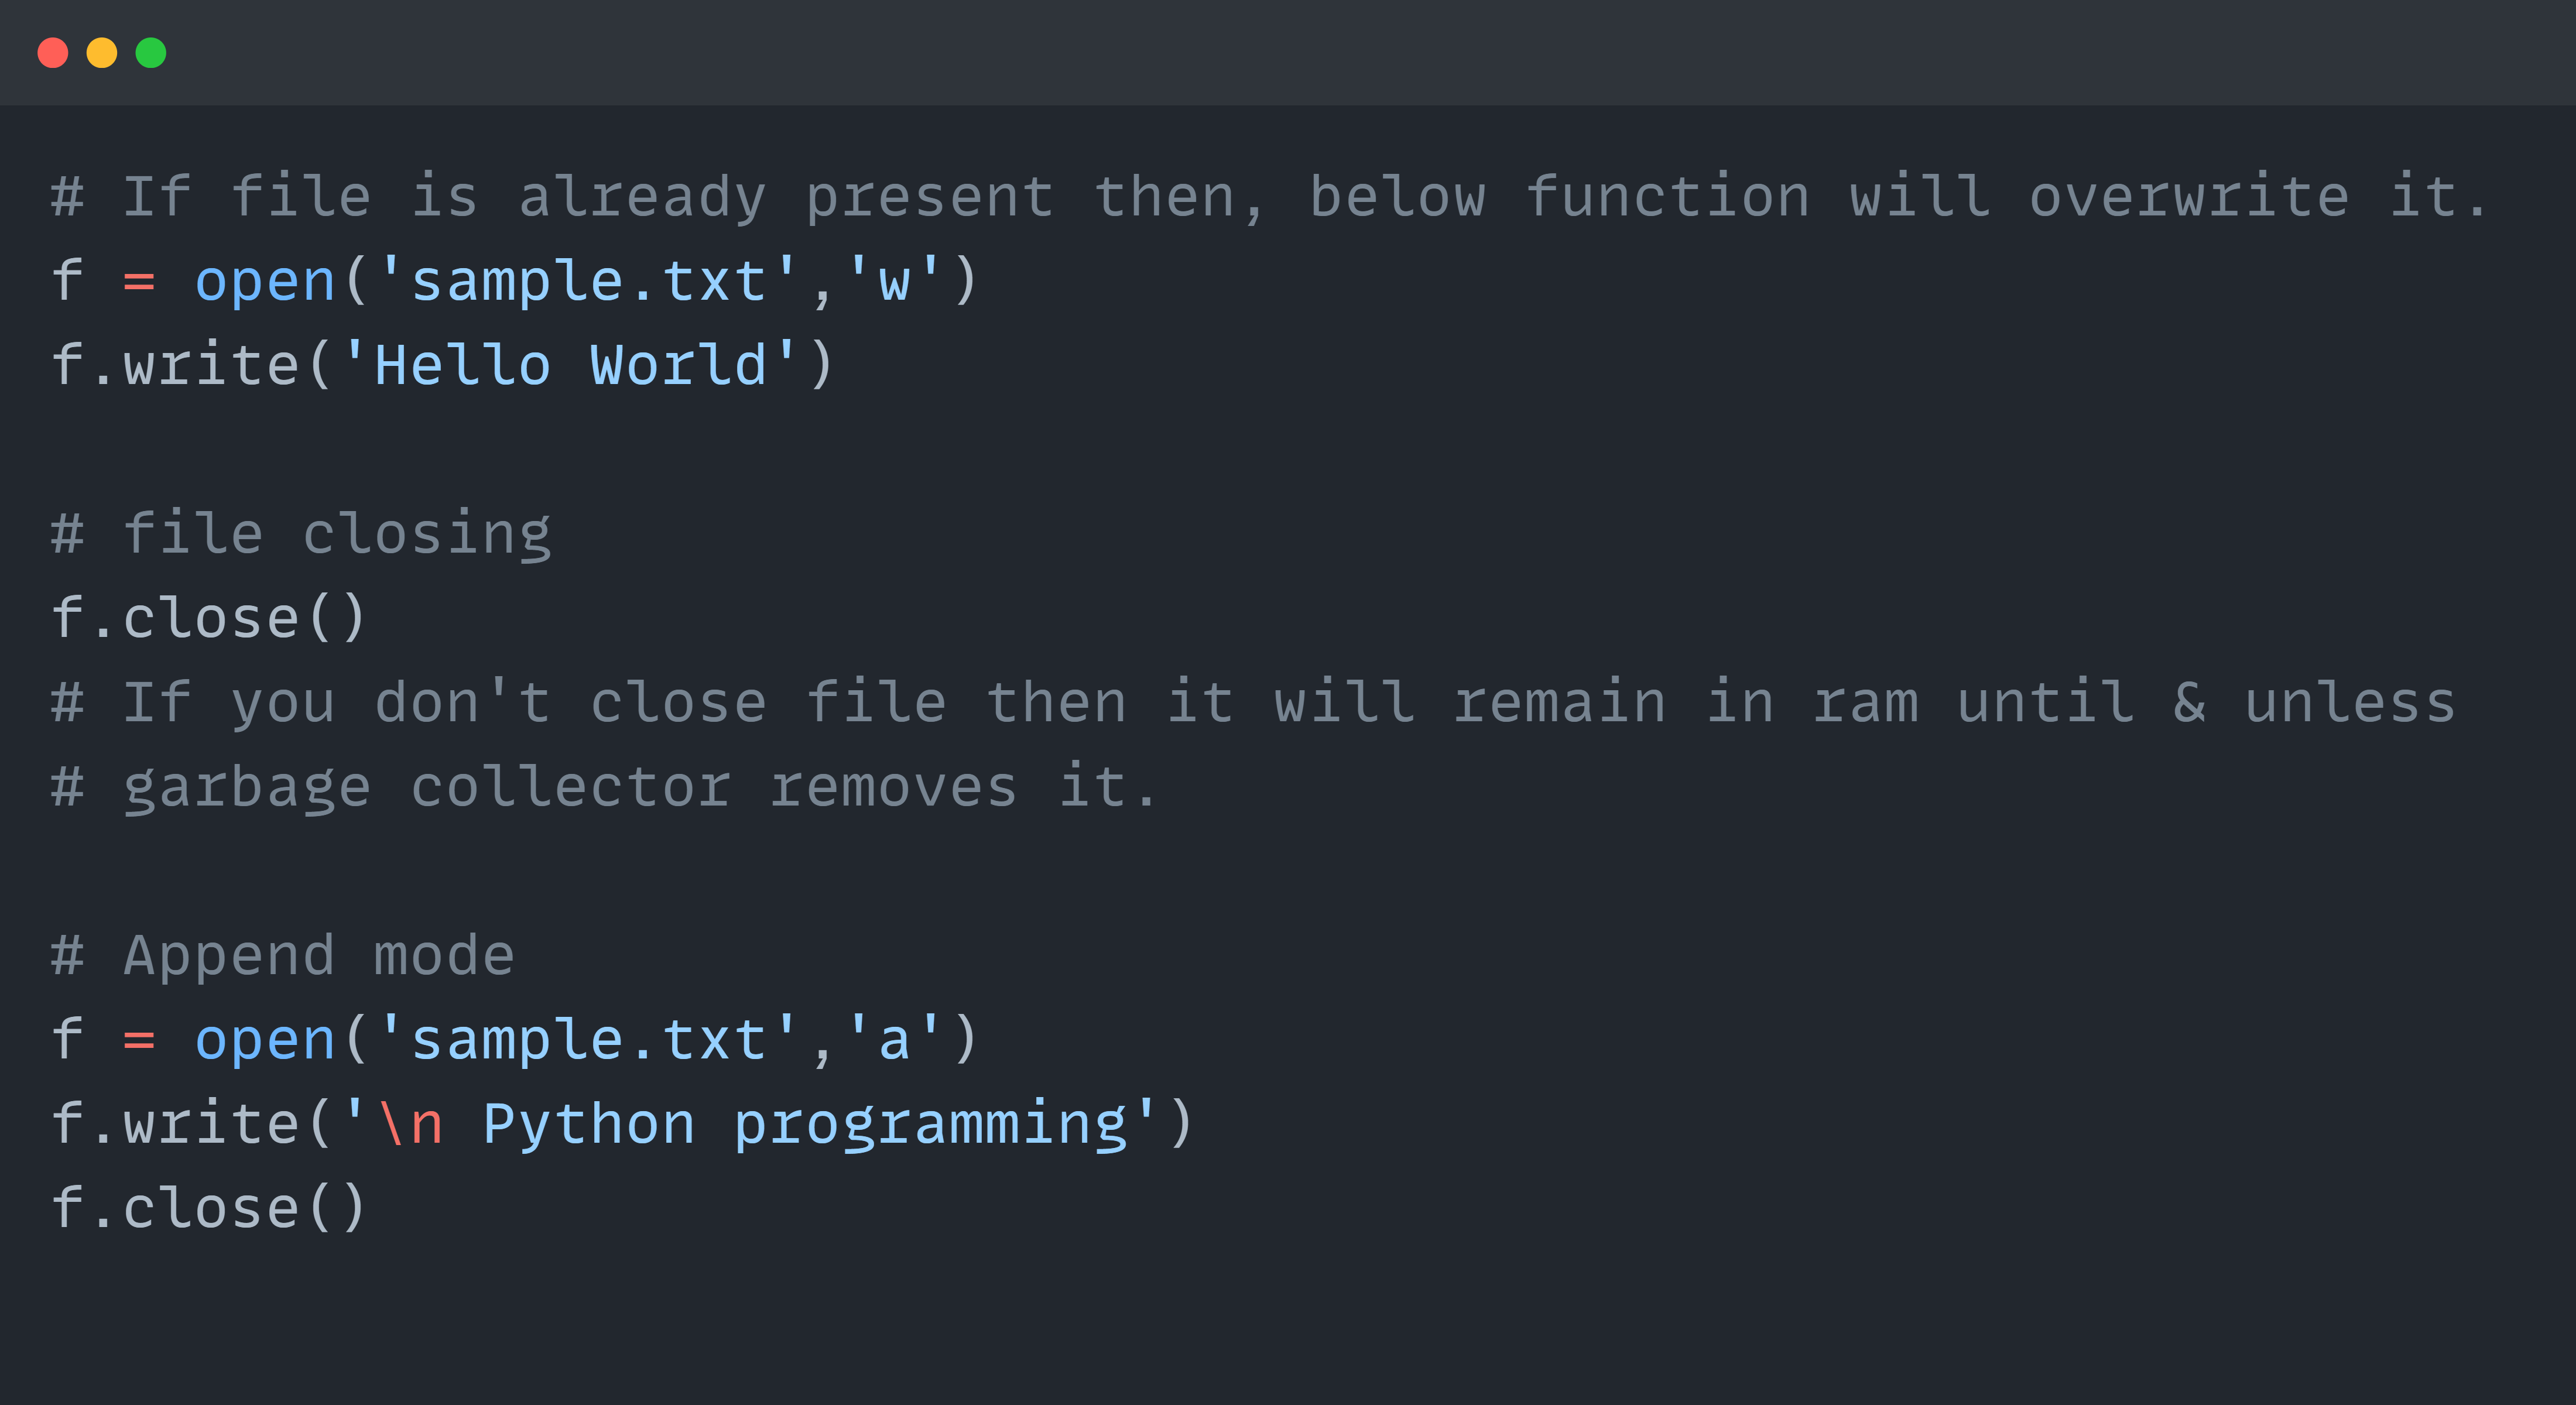 # If file is already present then, below function will overwrite it.
f = open('sample.txt','w')
f.write('Hello World')
# file closing
f.close()
# If you don't close file then it will remain in ram until & unless
# garbage collector removes it.
# Append mode
f = open('sample.txt','a')
f.write('\n Python programming')
f.close()